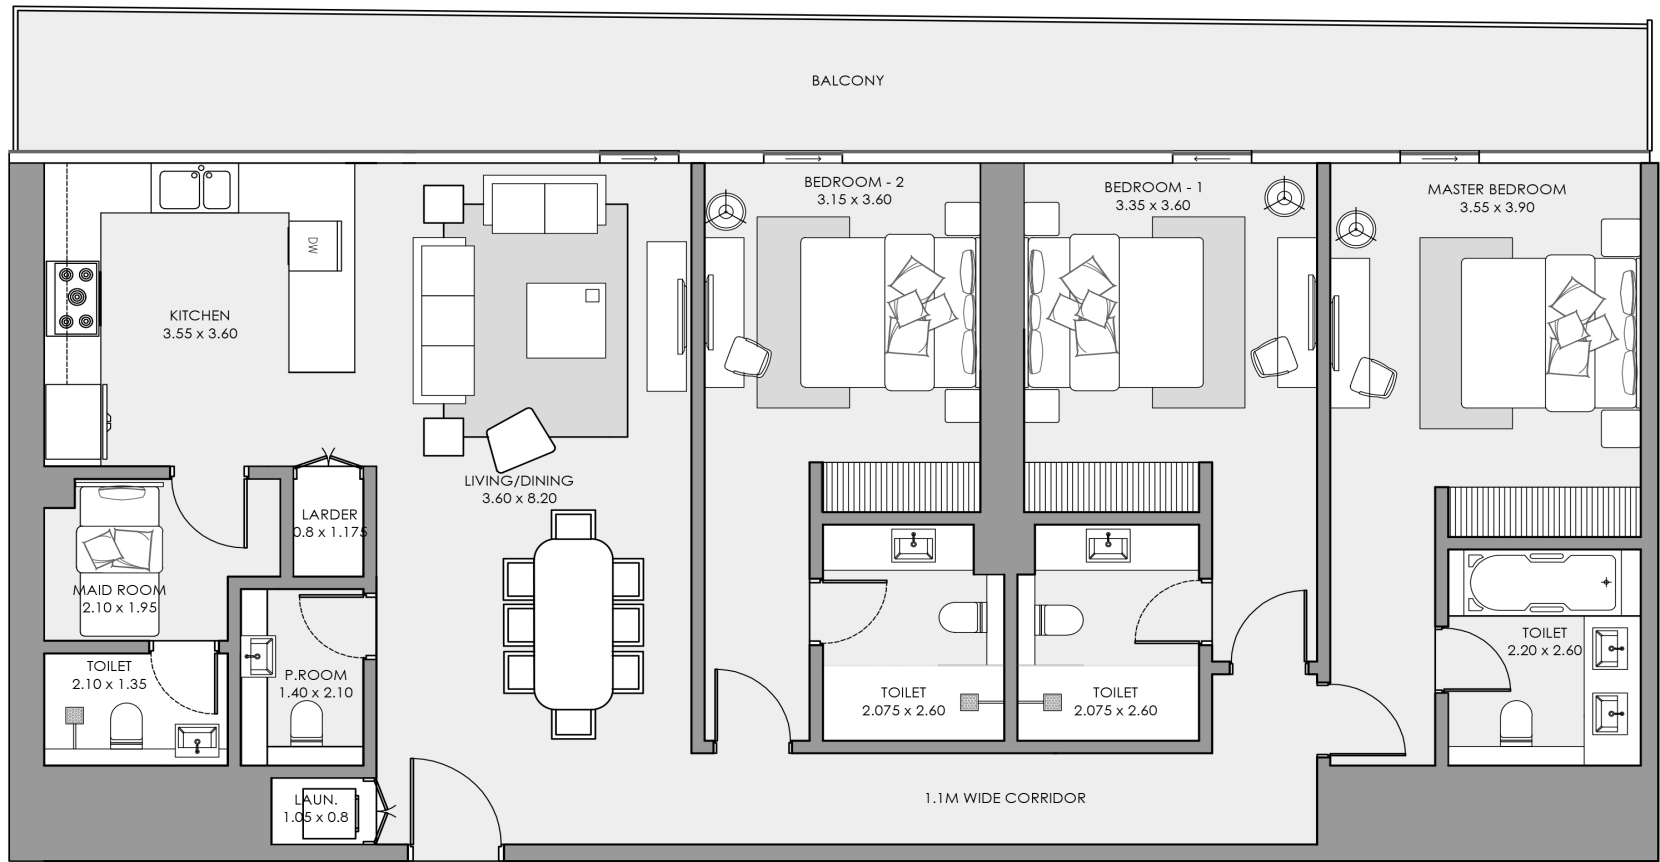 BALCONY
BEDROOM - 2
3.15 x 3.60
BEDROOM - 1
3.35 x 3.60
MASTER BEDROOM
3.55 x 3.90
DW
KITCHEN
3.55 x 3.60
LIVING/DINING
3.60 x 8.20
LARDER
0.8 x 1.175
MAID ROOM
2.10 x 1.95
TOILET
2.10 x 1.35
P.ROOM
1.40 x 2.10
TOILET
2.075 x 2.60
TOILET
2.075 x 2.60
TOILET
2.20 x 2.60
LAUN.
1.05 x 0.8
1.1M WIDE CORRIDOR